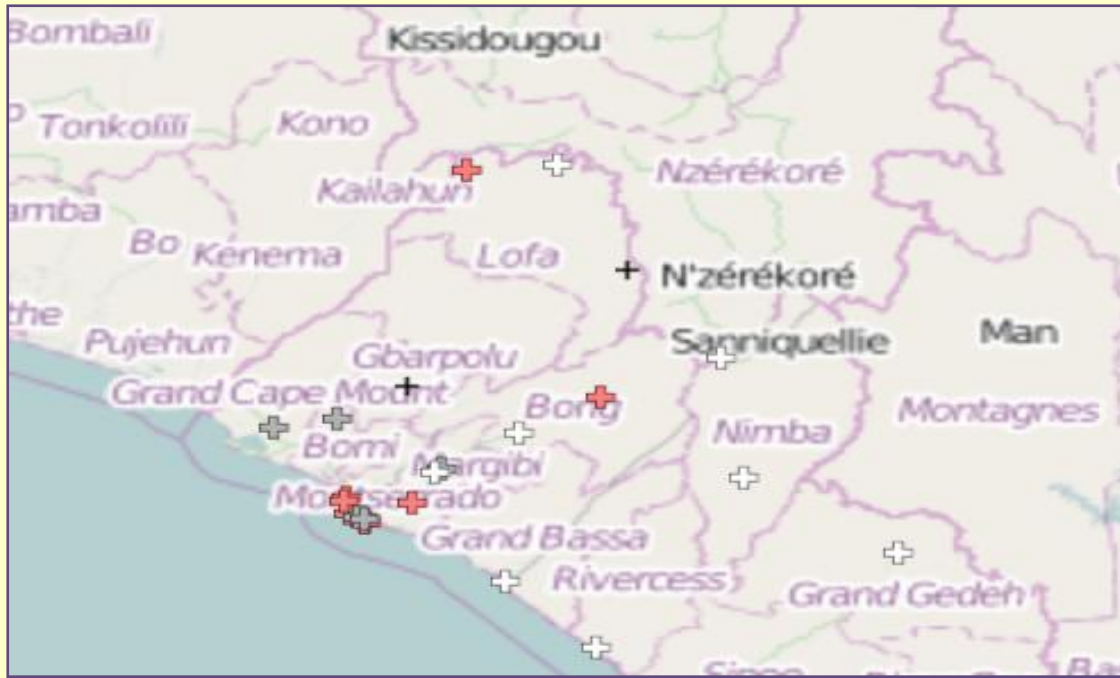 Bombali
Kissidougou
Tonkolili
Kono
Nzérékoré
Kailahun
Bo
Kenema
Lofa
N'zérékoré
Pujehun
Gbarpolu
Sanniquellie
Man
Grand Cape Mount
Bong
Montagnes
Bomi
Margibi
Nimba
Montserrado
Grand Bassa
Rivercess
Grand Gedeh